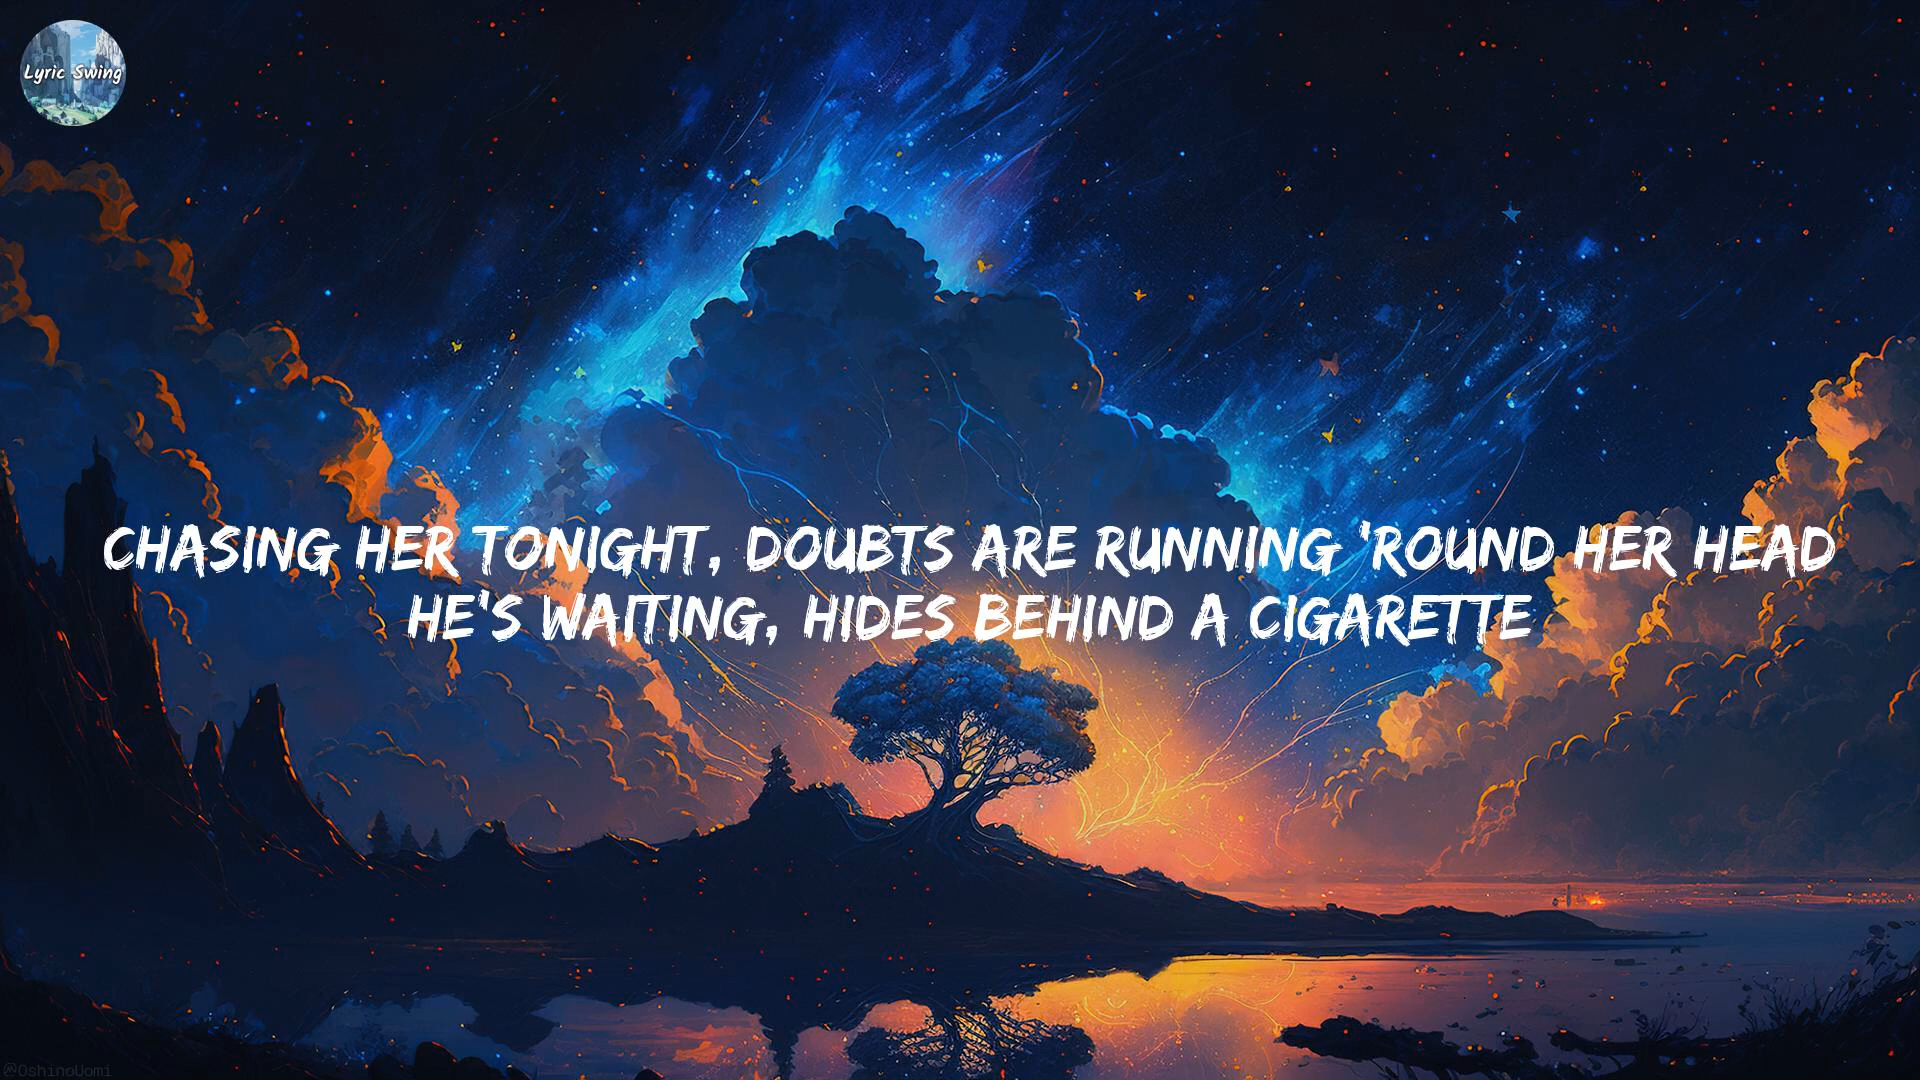 Lyric Swing
CHASING HER TONIGHT, DOUBTS ARE RUNNING 'ROUND HER HEAD
HE'S WAITING, HIDES BEHIND A CIGARETTE
@OshinoUomi